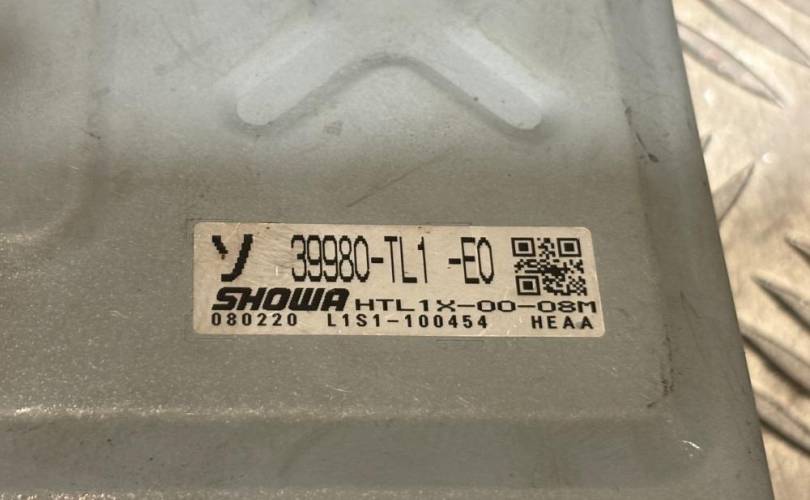 y 39980-TL1 -E0
SHOWA HTL1X-00-08M
080220 L1S1-100454 HEAA